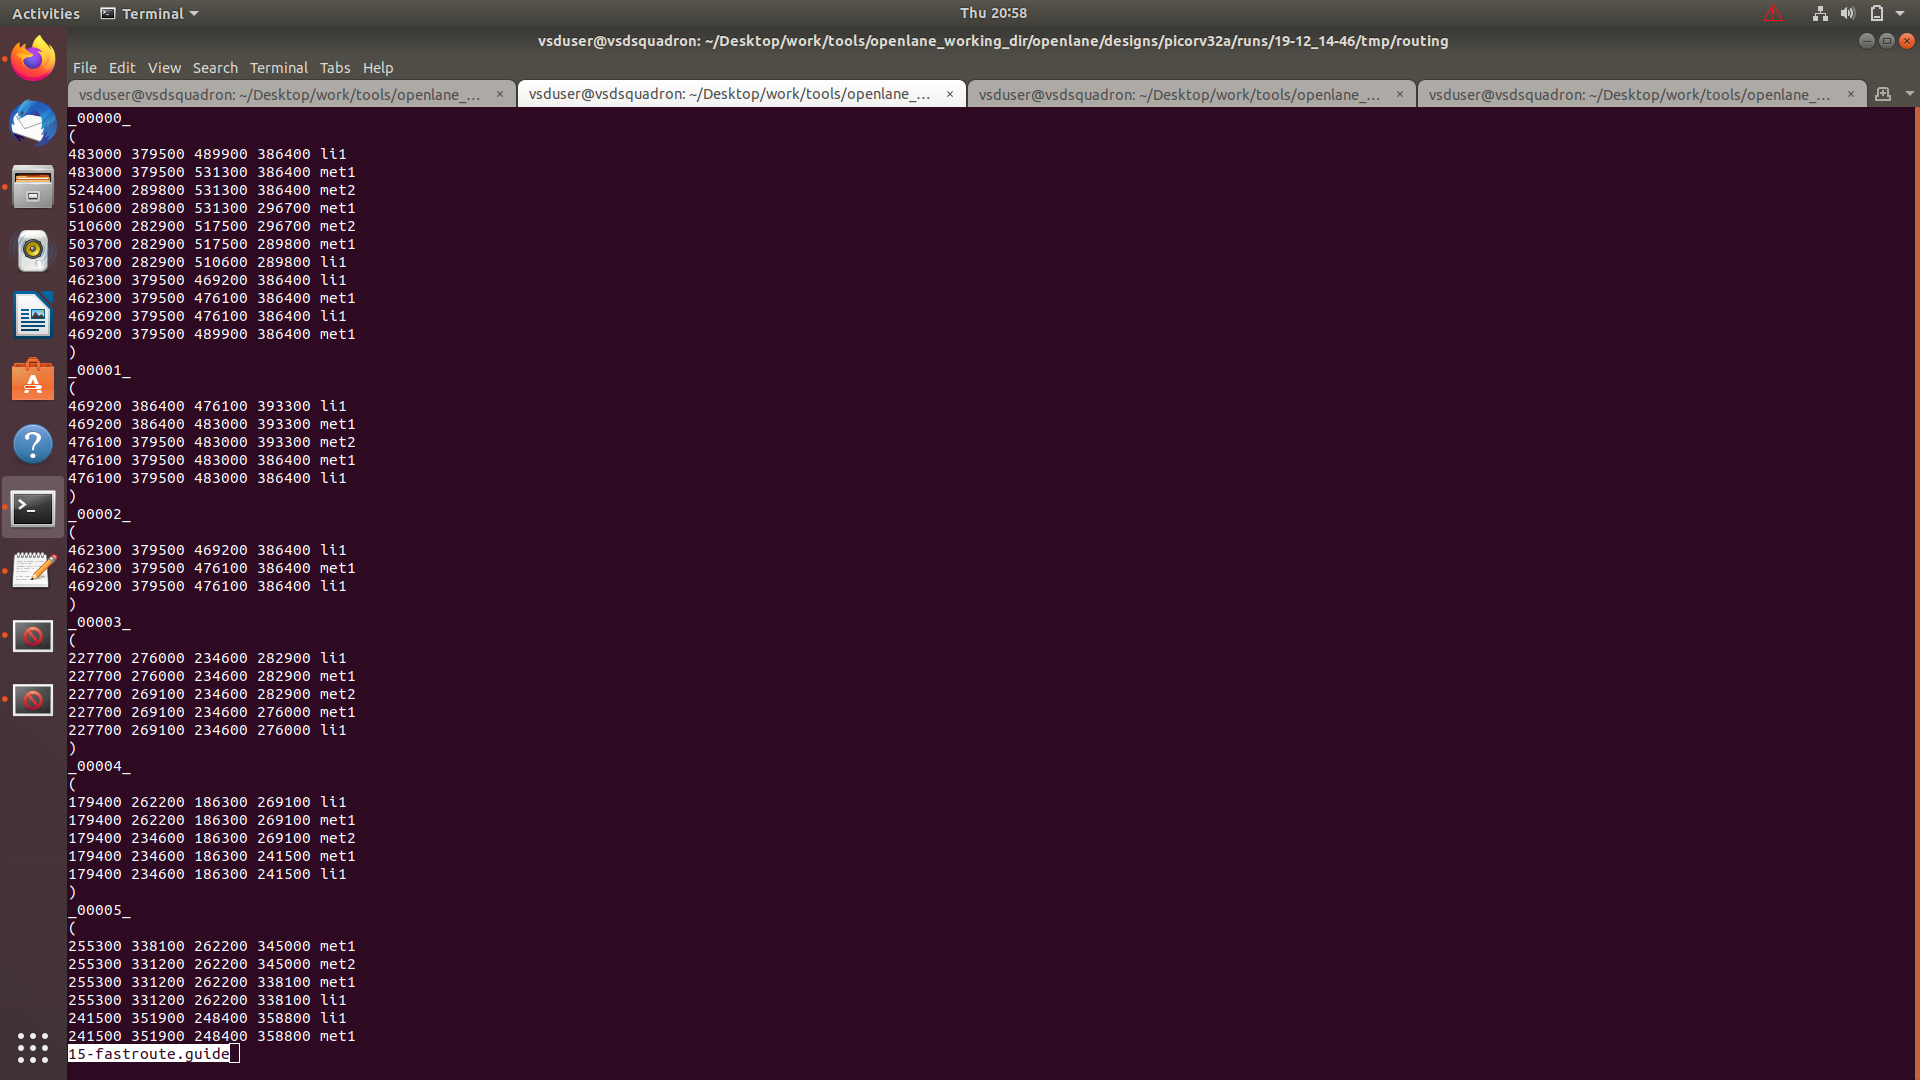 Activities
Terminal
Thu 20:58
vsduser@vsdsquadron: ~/Desktop/work/tools/openlane_working_dir/openlane/designs/picorv32a/runs/19-12_14-46/tmp/routing
File Edit View Search Terminal Tabs Help
vsduser@vsdsquadron: ~/Desktop/work/tools/openlane_...
vsduser@vsdsquadron: ~/Desktop/work/tools/openlane_...
vsduser@vsdsquadron: ~/Desktop/work/tools/openlane_...
vsduser@vsdsquadron: ~/Desktop/work/tools/openlane_...
_00000_
(
483000 379500 489900 386400 li1
483000 379500 531300 386400 met1
524400 289800 531300 386400 met2
510600 289800 531300 296700 met1
510600 282900 517500 296700 met2
503700 282900 517500 289800 met1
503700 282900 510600 289800 li1
462300 379500 469200 386400 li1
462300 379500 476100 386400 met1
469200 379500 476100 386400 li1
469200 379500 489900 386400 met1
)
_00001_
(
469200 386400 476100 393300 li1
469200 386400 483000 393300 met1
476100 379500 483000 393300 met2
476100 379500 483000 386400 met1
476100 379500 483000 386400 li1
)
_00002_
(
462300 379500 469200 386400 li1
462300 379500 476100 386400 met1
469200 379500 476100 386400 li1
)
_00003_
(
227700 276000 234600 282900 li1
227700 276000 234600 282900 met1
227700 269100 234600 282900 met2
227700 269100 234600 276000 met1
227700 269100 234600 276000 li1
)
_00004_
(
179400 262200 186300 269100 li1
179400 262200 186300 269100 met1
179400 234600 186300 269100 met2
179400 234600 186300 241500 met1
179400 234600 186300 241500 li1
)
_00005_
(
255300 338100 262200 345000 met1
255300 331200 262200 345000 met2
255300 331200 262200 338100 met1
255300 331200 262200 338100 li1
241500 351900 248400 358800 li1
241500 351900 248400 358800 met1
15-fastroute.guide